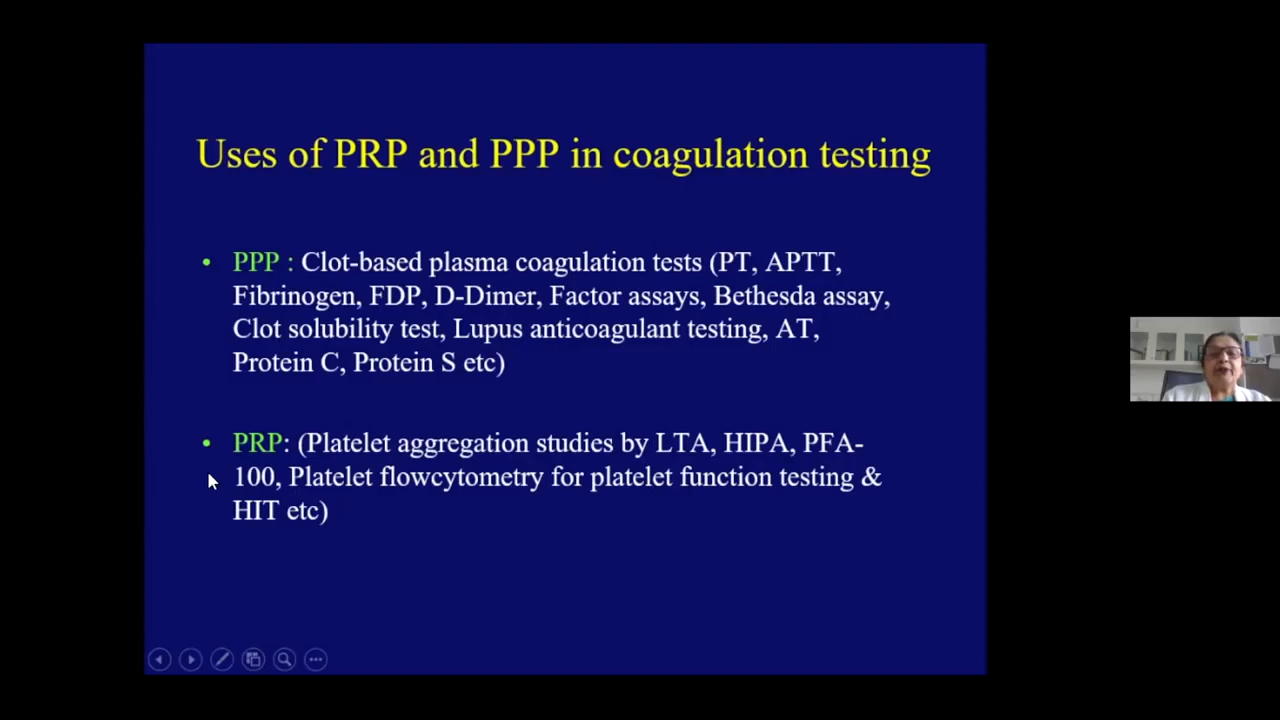 Uses of PRP and PPP in coagulation testing
• PPP : Clot-based plasma coagulation tests (PT, APTT,
Fibrinogen, FDP, D-Dimer, Factor assays, Bethesda assay,
Clot solubility test, Lupus anticoagulant testing, AT,
Protein C, Protein S etc)
• PRP: (Platelet aggregation studies by LTA, HIPA, PFA-
100, Platelet flowcytometry for platelet function testing &
HIT etc)